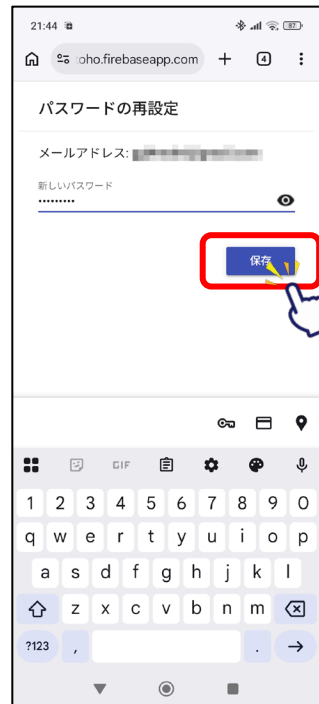 21:44
87
oho.firebaseapp.com
4
パスワードの再設定
メールアドレス:
新しいパスワード
•••••••••
保存
GIF
1 2 3 4 5 6 7 8 9 0
q w e r t y u i o p
a s d f g h j k l
z x c v b n m
?123 , .